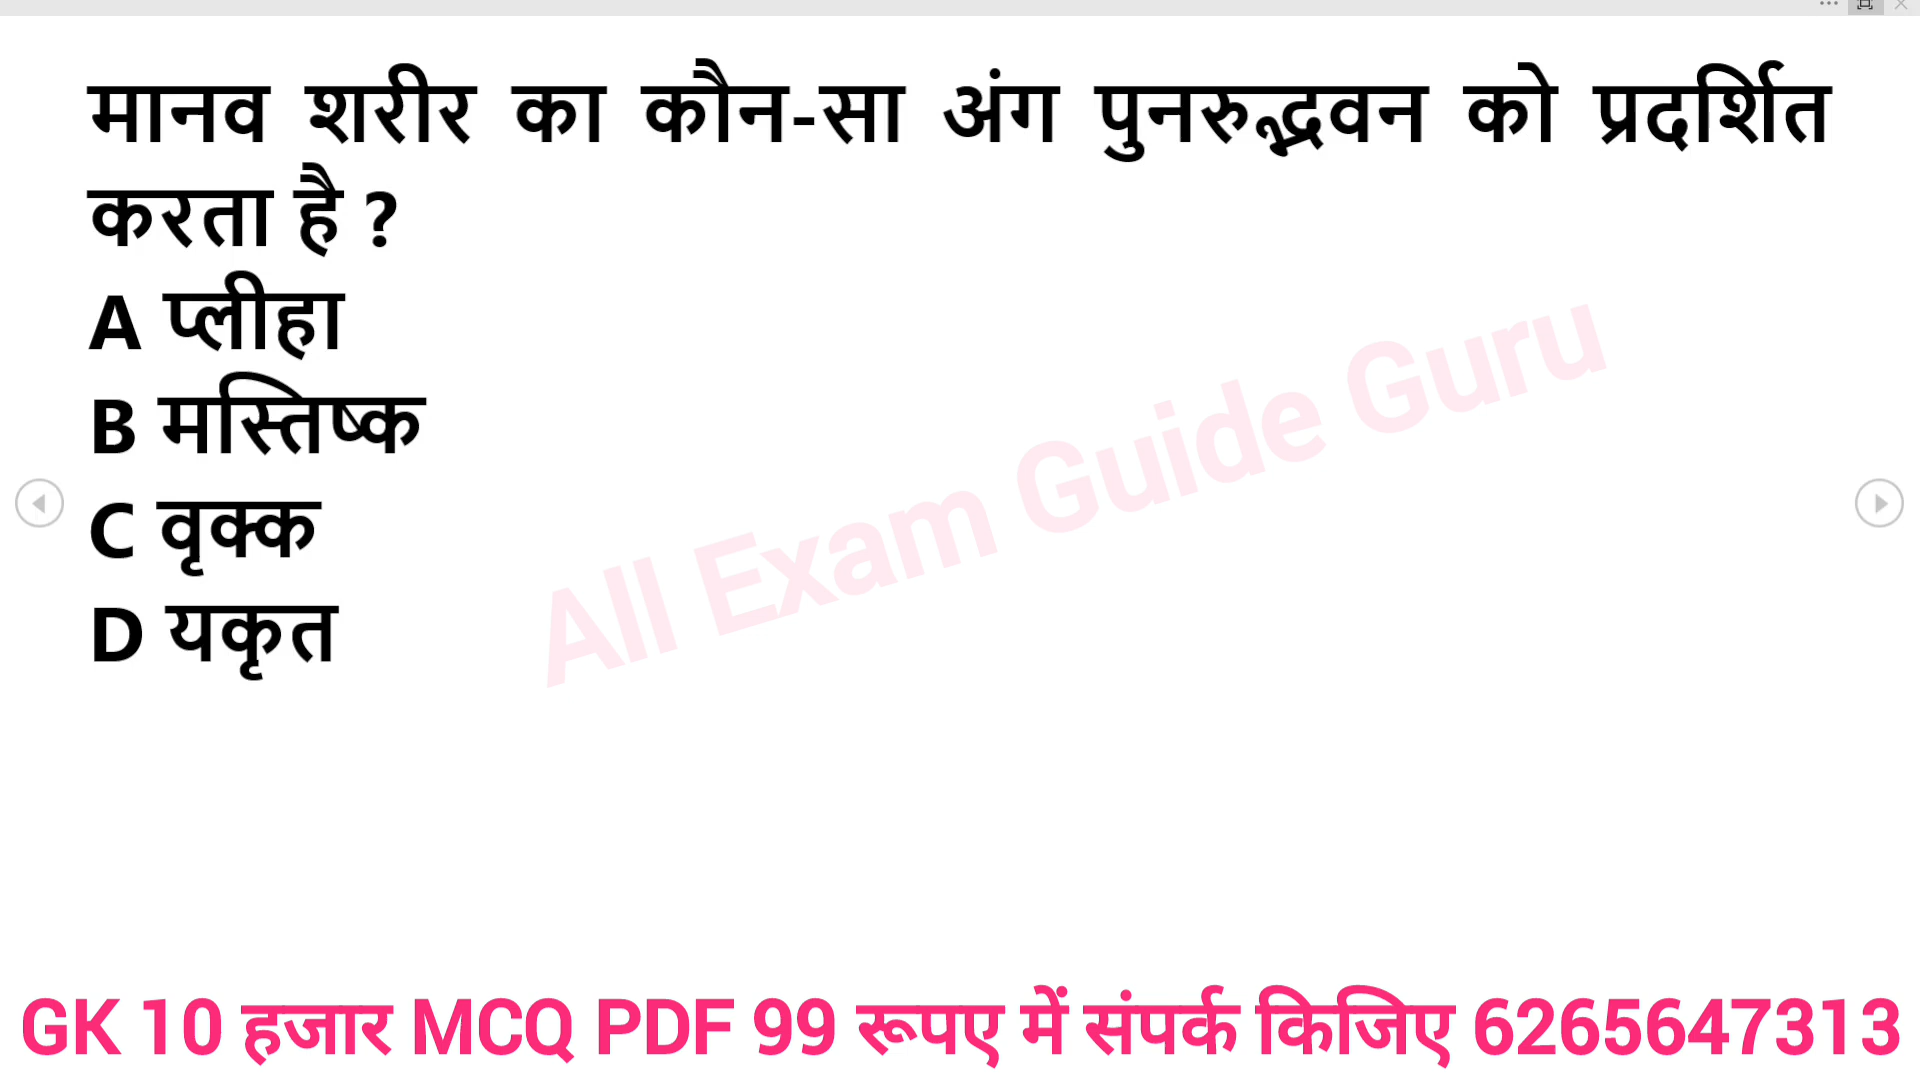 मानव शरीर का कौन-सा अंग पुनरुद्भवन को प्रदर्शित
करता है ?
A प्लीहा
B मस्तिष्क
C वृक्क
D यकृत
All Exam Guide Guru
GK 10 हजार MCQ PDF 99 रूपए में संपर्क किजिए 6265647313